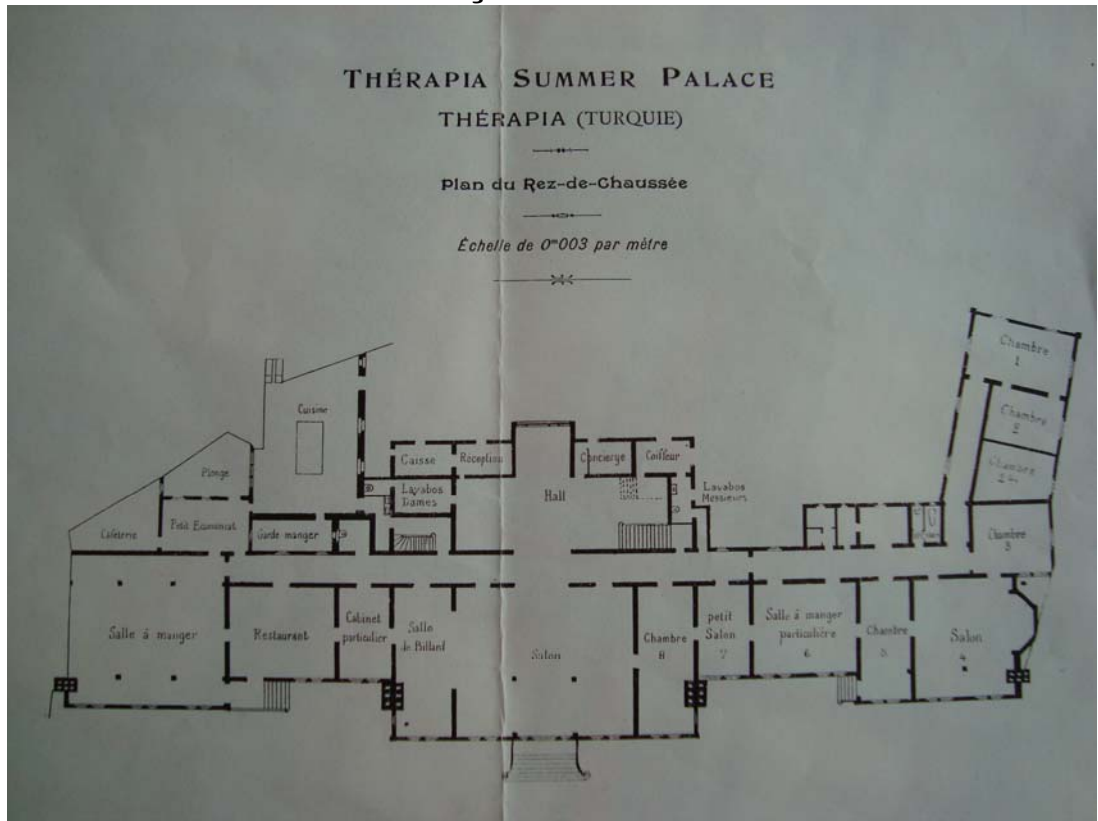 THÉRAPIA SUMMER PALACE
THÉRAPIA (TURQUIE)
Plan du Rez-de-Chaussée
Échelle de 0m003 par mètre
Chambre
1
Chambre
2
Chambre
Chambre
3
Cuisine
Plonge
Caféterie
Petit Economat
Garde manger
Caisse
Reception
Lavabos
Dames
Hall
Concierge
Coiffeur
Lavabos
Messieurs
Salle à manger
Restaurant
Cabinet
particulier
Salle
de Billard
Salon
Chambre
8
petit
Salon
7
Salle à manger
particulière
6
Chambre
5
Salon
4